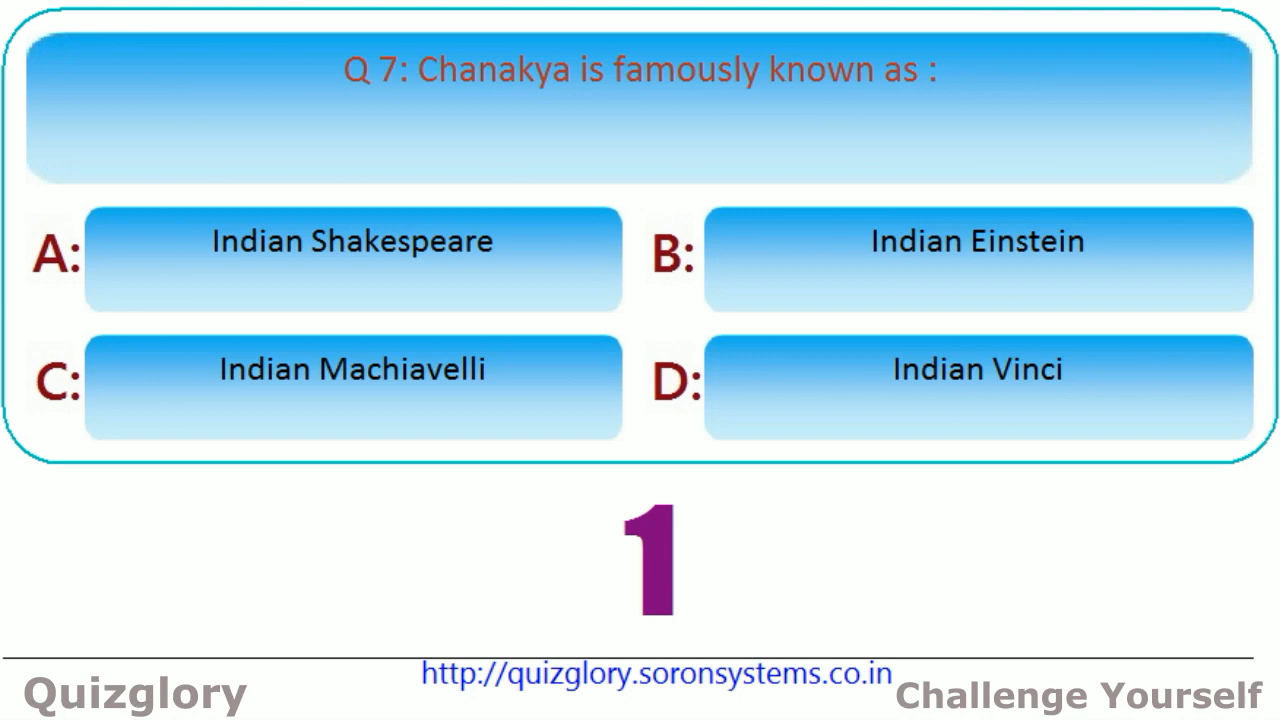 Q 7: Chanakya is famously known as :
A: Indian Shakespeare
B: Indian Einstein
C: Indian Machiavelli
D: Indian Vinci
1
http://quizglory.soronsystems.co.in
Quizglory
Challenge Yourself